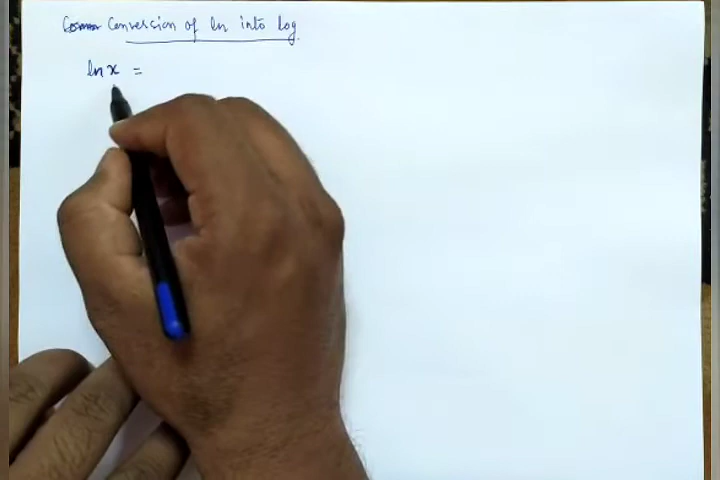 Conversion of ln into log
ln x =